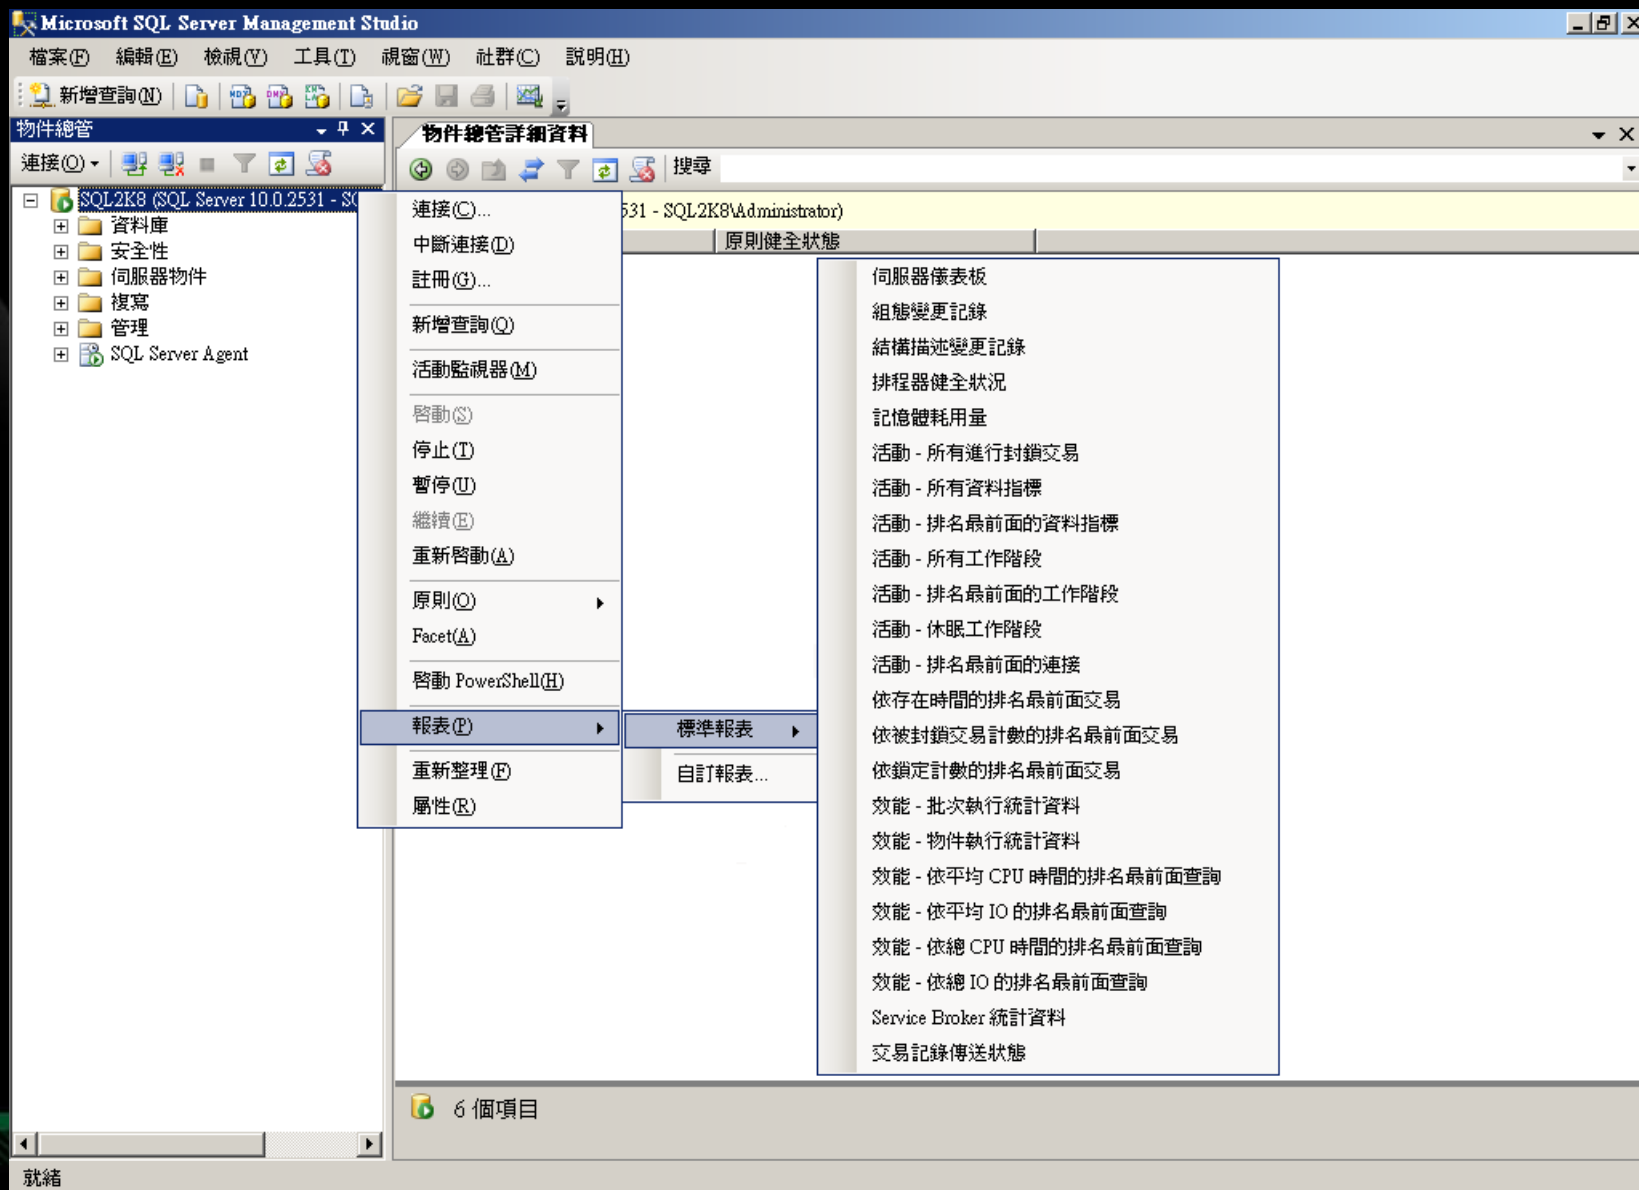 Microsoft SQL Server Management Studio
檔案(F) 編輯(E) 檢視(V) 工具(T) 視窗(W) 社群(C) 說明(H)
新增查詢(N)
物件總管
物件總管詳細資料
連接(O)
搜尋
SQL2K8 (SQL Server 10.0.2531 - SQ
資料庫
安全性
伺服器物件
複寫
管理
SQL Server Agent
531 - SQL2K8\Administrator)
原則健全狀態
連接(C)...
中斷連接(D)
註冊(G)...
新增查詢(Q)
活動監視器(M)
啓動(S)
停止(T)
暫停(U)
繼續(E)
重新啓動(A)
原則(O)
Facet(A)
啓動 PowerShell(H)
報表(P)
重新整理(F)
屬性(R)
標準報表
自訂報表...
伺服器儀表板
組態變更記錄
結構描述變更記錄
排程器健全狀況
記憶體耗用量
活動 - 所有進行封鎖交易
活動 - 所有資料指標
活動 - 排名最前面的資料指標
活動 - 所有工作階段
活動 - 排名最前面的工作階段
活動 - 休眠工作階段
活動 - 排名最前面的連接
依存在時間的排名最前面交易
依被封鎖交易計數的排名最前面交易
依鎖定計數的排名最前面交易
效能 - 批次執行統計資料
效能 - 物件執行統計資料
效能 - 依平均 CPU 時間的排名最前面查詢
效能 - 依平均 IO 的排名最前面查詢
效能 - 依總 CPU 時間的排名最前面查詢
效能 - 依總 IO 的排名最前面查詢
Service Broker 統計資料
交易記錄傳送狀態
6 個項目
就緒